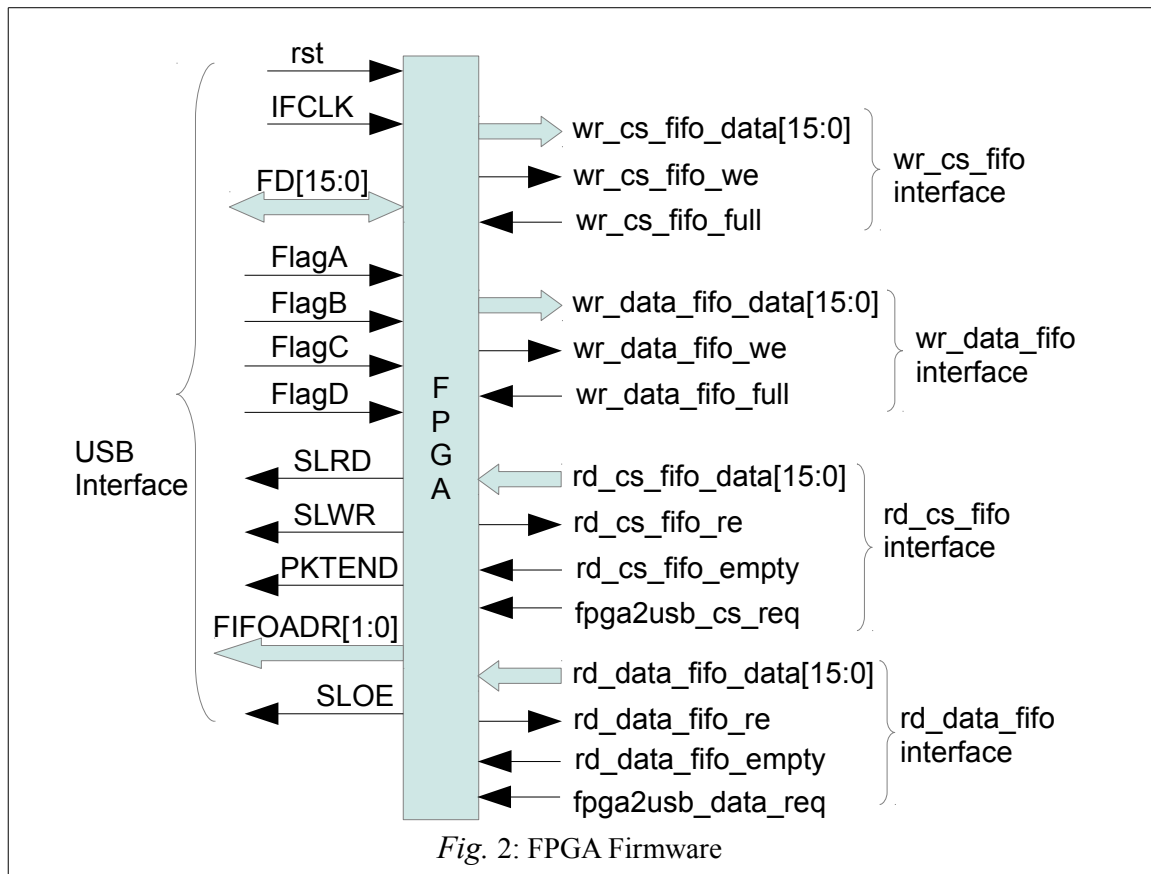 rst
IFCLK
FD[15:0]
FlagA
FlagB
FlagC
FlagD
USB
Interface
SLRD
SLWR
PKTEND
FIFOADR[1:0]
SLOE
F
P
G
A
wr_cs_fifo_data[15:0]
wr_cs_fifo_we
wr_cs_fifo_full
wr_cs_fifo
interface
wr_data_fifo_data[15:0]
wr_data_fifo_we
wr_data_fifo_full
wr_data_fifo
interface
rd_cs_fifo_data[15:0]
rd_cs_fifo_re
rd_cs_fifo_empty
fpga2usb_cs_req
rd_cs_fifo
interface
rd_data_fifo_data[15:0]
rd_data_fifo_re
rd_data_fifo_empty
fpga2usb_data_req
rd_data_fifo
interface
Fig. 2: FPGA Firmware